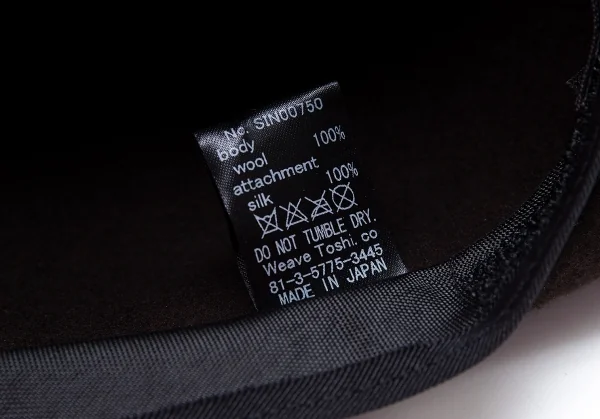 No. SIN00750
body
wool 100%
attachment
silk 100%
DO NOT TUMBLE DRY.
Weave Toshi. co
81-3-5775-3445
MADE IN JAPAN